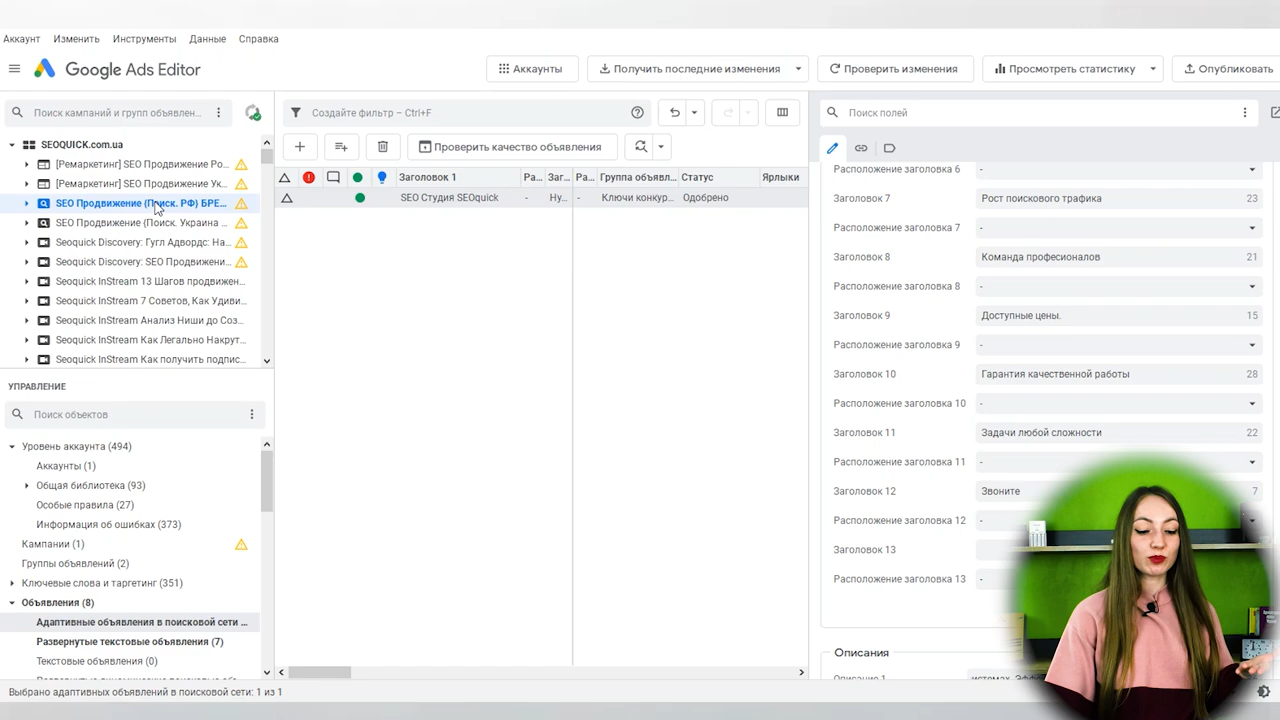 Аккаунт Изменить Инструменты Данные Справка
Google Ads Editor
Аккаунты
Получить последние изменения
Проверить изменения
Просмотреть статистику
Опубликовать
Поиск кампаний и групп объявлен...
Создайте фильтр – Ctrl+F
Поиск полей
SEOQUICK.com.ua
[Ремаркетинг] SEO Продвижение Ро...
[Ремаркетинг] SEO Продвижение Ук...
SEO Продвижение {Поиск. РФ} БРЕ...
SEO Продвижение {Поиск. Украина ...
Seoquick Discovery: Гугл Адвордс: На...
Seoquick Discovery: SEO Продвижени...
Seoquick InStream 13 Шагов продвижен...
Seoquick InStream 7 Советов, Как Удиви...
Seoquick InStream Анализ Ниши до Соз...
Seoquick InStream Как Легально Накрут...
Seoquick InStream Как получить подпис...
УПРАВЛЕНИЕ
Поиск объектов
Уровень аккаунта (494)
Аккаунты (1)
Общая библиотека (93)
Особые правила (27)
Информация об ошибках (373)
Кампании (1)
Группы объявлений (2)
Ключевые слова и таргетинг (351)
Объявления (8)
Адаптивные объявления в поисковой сети ...
Развернутые текстовые объявления (7)
Текстовые объявления (0)
Выбрано адаптивных объявлений в поисковой сети: 1 из 1
Проверить качество объявления
Заголовок 1 Ра... Заг... Ра... Группа объявл... Статус Ярлыки
SEO Студия SEOquick - Ну... - Ключи конкур... Одобрено
Расположение заголовка 6 -
Заголовок 7 Рост поискового трафика 23
Расположение заголовка 7 -
Заголовок 8 Команда професионалов 21
Расположение заголовка 8 -
Заголовок 9 Доступные цены. 15
Расположение заголовка 9 -
Заголовок 10 Гарантия качественной работы 28
Расположение заголовка 10 -
Заголовок 11 Задачи любой сложности 22
Расположение заголовка 11 -
Заголовок 12 Звоните 7
Расположение заголовка 12 -
Заголовок 13
Расположение заголовка 13 -
Описания